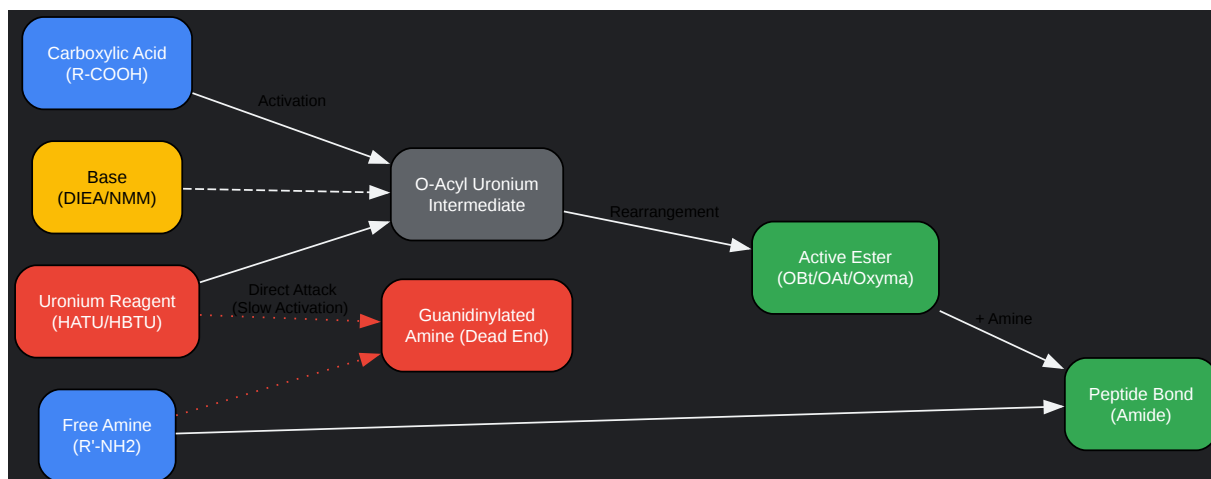 Carboxylic Acid
(R-COOH)
Activation
Base
(DIEA/NMM)
O-Acyl Uronium
Intermediate
Rearrangement
Uronium Reagent
(HATU/HBTU)
Direct Attack
(Slow Activation)
Guanidinylated
Amine (Dead End)
Active Ester
(OBt/OAt/Oxyma)
+ Amine
Free Amine
(R'-NH2)
Peptide Bond
(Amide)